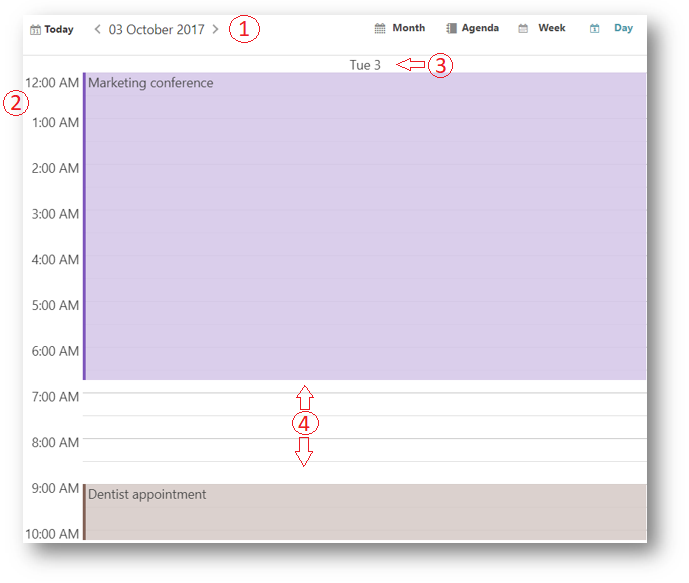 Today 03 October 2017 1 Month Agenda Week Day
Tue 3 3
12:00 AM Marketing conference
2
1:00 AM
2:00 AM
3:00 AM
4:00 AM
5:00 AM
6:00 AM
7:00 AM
4
8:00 AM
9:00 AM Dentist appointment
10:00 AM